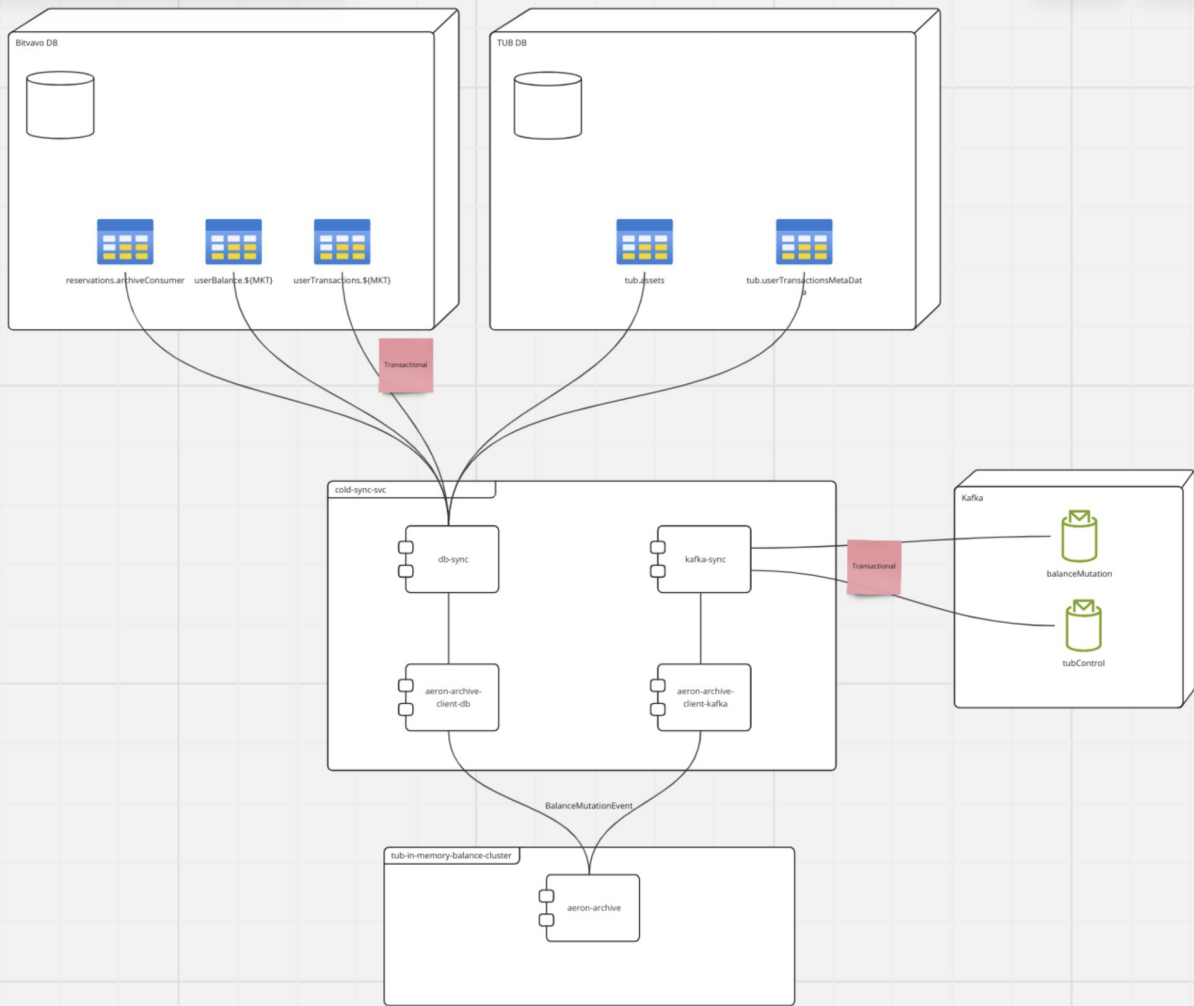 Bitvavo DB
TUB DB
reservations.archiveConsumer
userBalance.${MKT}
userTransactions.${MKT}
tub.assets
tub.userTransactionsMetaDat
a
Transactional
cold-sync-svc
db-sync
kafka-sync
Transactional
Kafka
balanceMutation
tubControl
aeron-archive-
client-db
aeron-archive-
client-kafka
BalanceMutationEvent
tub-in-memory-balance-cluster
aeron-archive